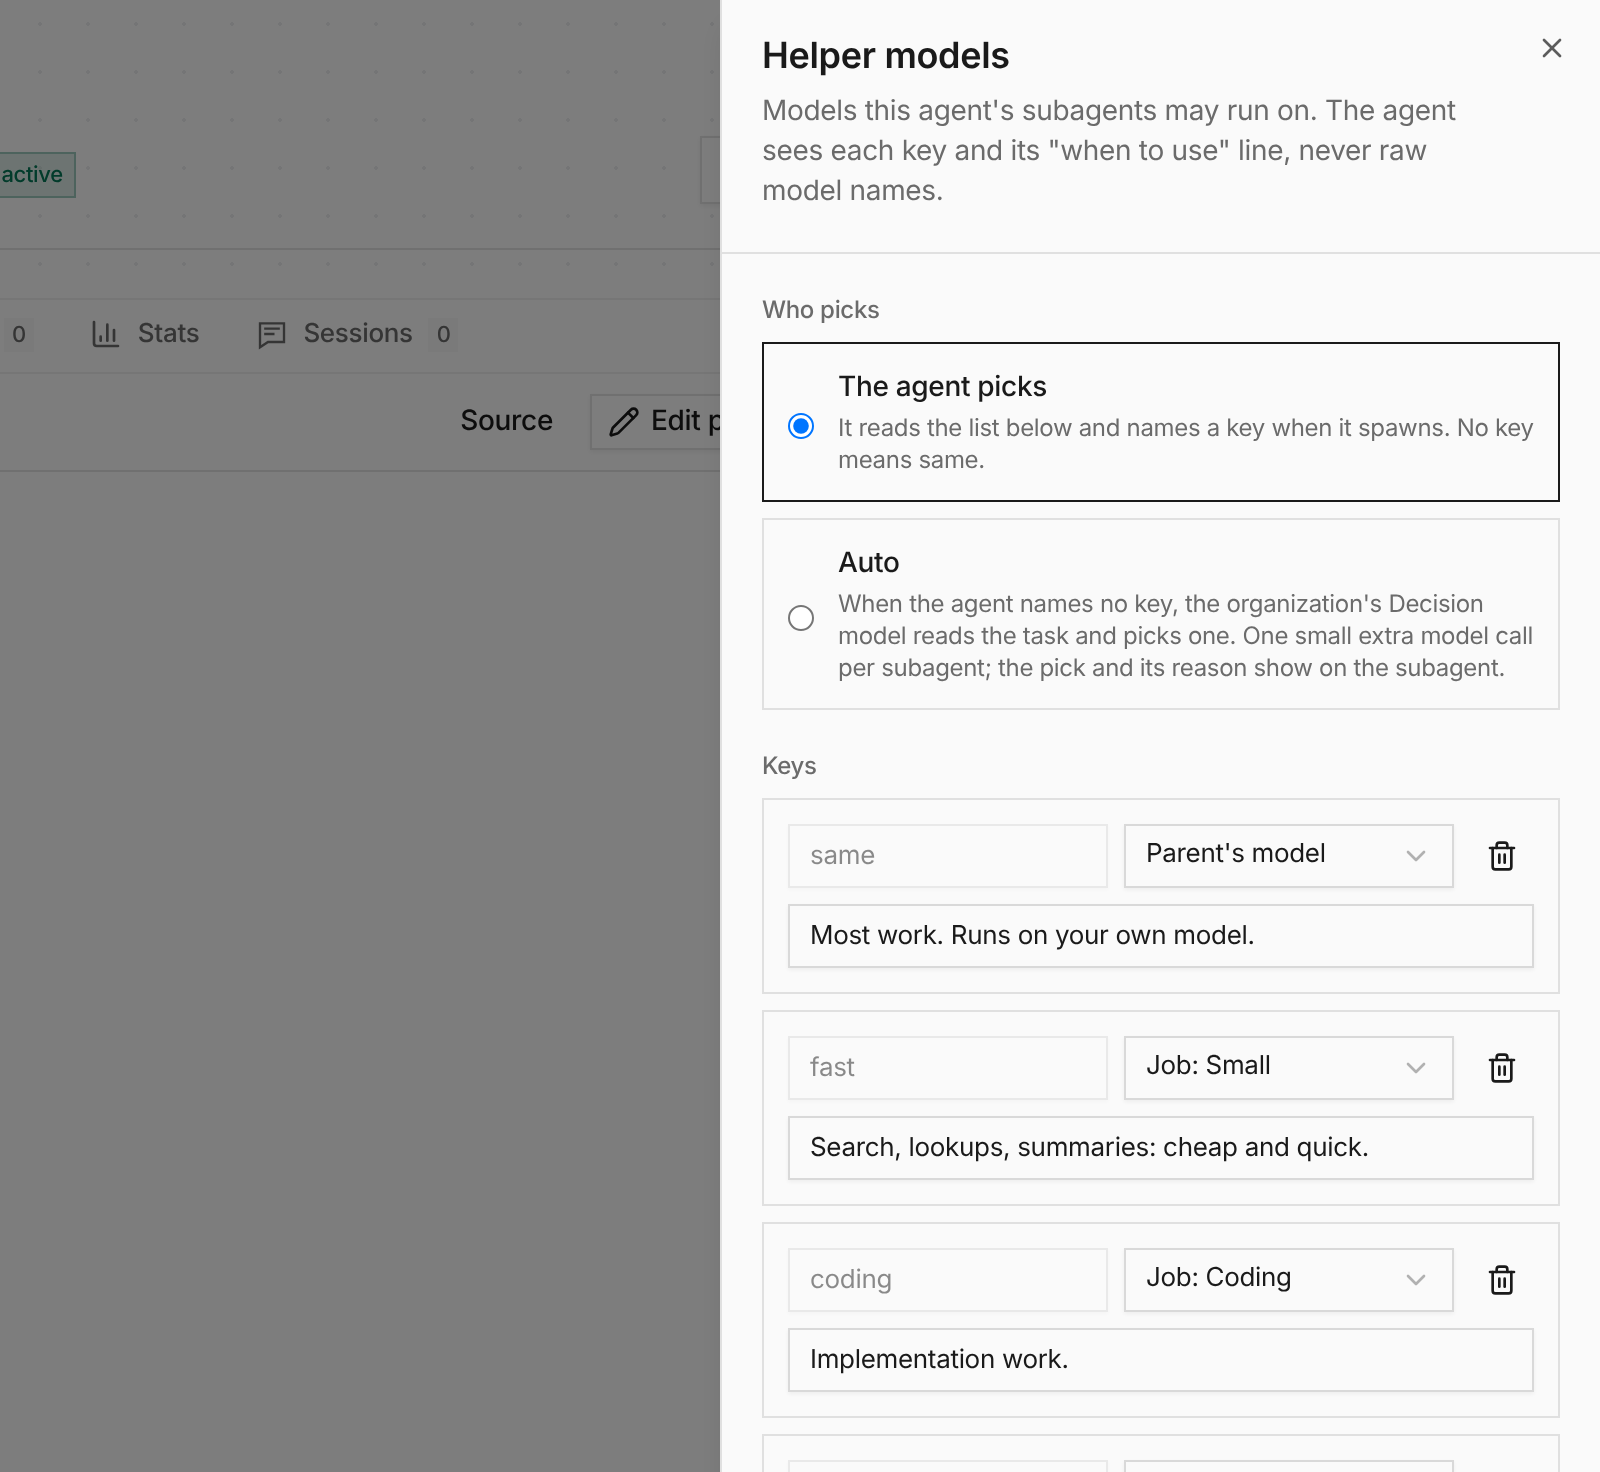 Helper models
Models this agent's subagents may run on. The agent
sees each key and its "when to use" line, never raw
model names.
active
0
Stats
Sessions
0
Source
Edit p
Who picks
The agent picks
It reads the list below and names a key when it spawns. No key
means same.
Auto
When the agent names no key, the organization's Decision
model reads the task and picks one. One small extra model call
per subagent; the pick and its reason show on the subagent.
Keys
same
Parent's model
Most work. Runs on your own model.
fast
Job: Small
Search, lookups, summaries: cheap and quick.
coding
Job: Coding
Implementation work.